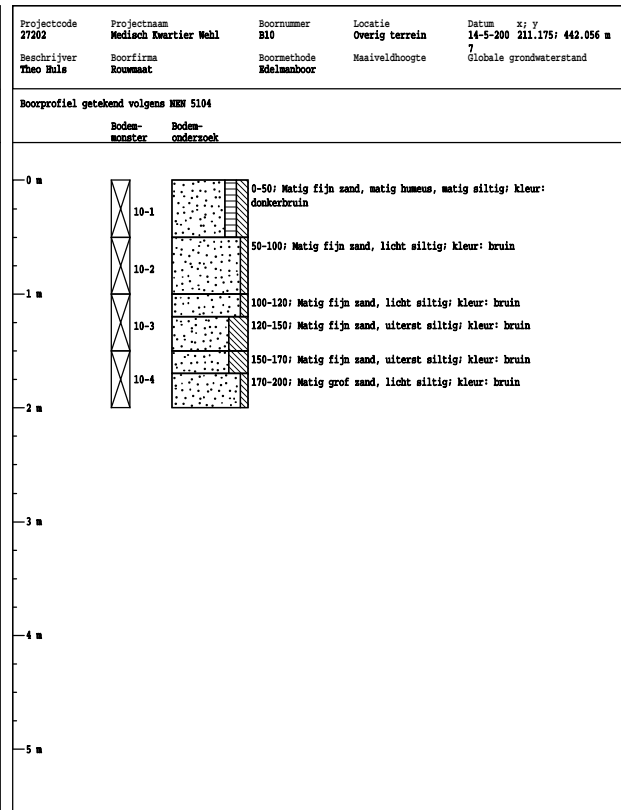 Projectcode Projectnaam Boornummer Locatie Datum x; y
27202 Medisch Kwartier Wehl B10 Overig terrein 14-5-200 211.175; 442.056 m
7
Beschrijver Boorfirma Boormethode Maaiveldhoogte Globale grondwaterstand
Theo Huls Rouwmaat Edelmanboor
Boorprofiel getekend volgens NEN 5104
Bodem- Bodem-
monster onderzoek
0 m
0-50; Matig fijn zand, matig humeus, matig siltig; kleur:
donkerbruin
10-1
50-100; Matig fijn zand, licht siltig; kleur: bruin
10-2
1 m
100-120; Matig fijn zand, licht siltig; kleur: bruin
10-3
120-150; Matig fijn zand, uiterst siltig; kleur: bruin
150-170; Matig fijn zand, uiterst siltig; kleur: bruin
10-4
170-200; Matig grof zand, licht siltig; kleur: bruin
2 m
3 m
4 m
5 m